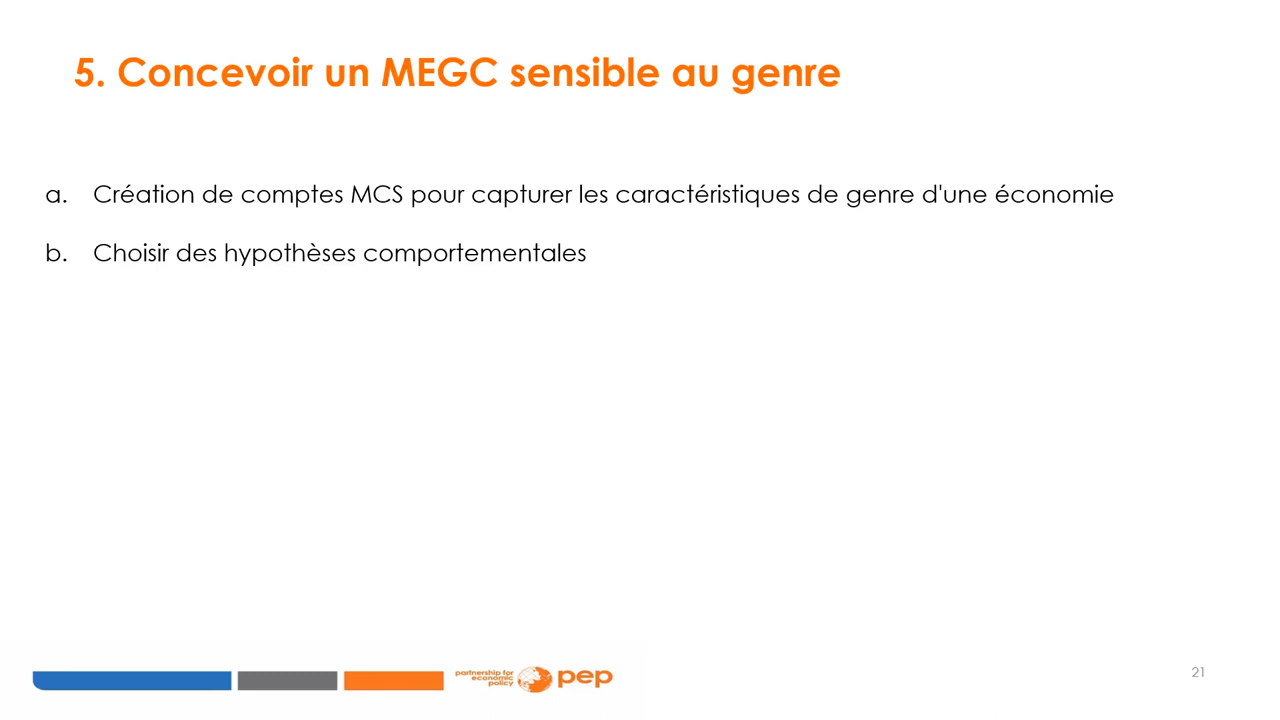 5. Concevoir un MEGC sensible au genre
a. Création de comptes MCS pour capturer les caractéristiques de genre d'une économie
b. Choisir des hypothèses comportementales
partnership for
economic
policy
pep
21